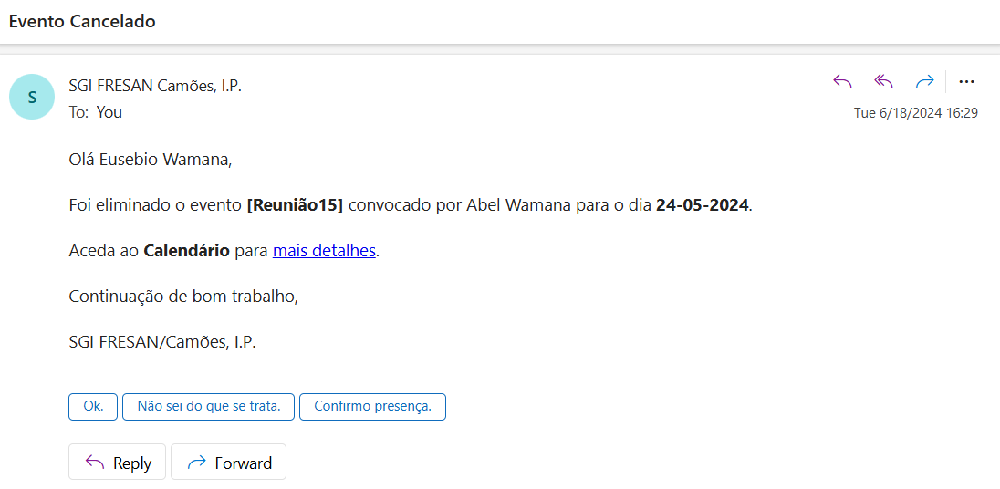 Evento Cancelado
S
SGI FRESAN Camões, I.P.
To: You
Tue 6/18/2024 16:29
Olá Eusebio Wamana,
Foi eliminado o evento [Reunião15] convocado por Abel Wamana para o dia 24-05-2024.
Aceda ao Calendário para mais detalhes.
Continuação de bom trabalho,
SGI FRESAN/Camões, I.P.
Ok. Não sei do que se trata. Confirmo presença.
Reply Forward